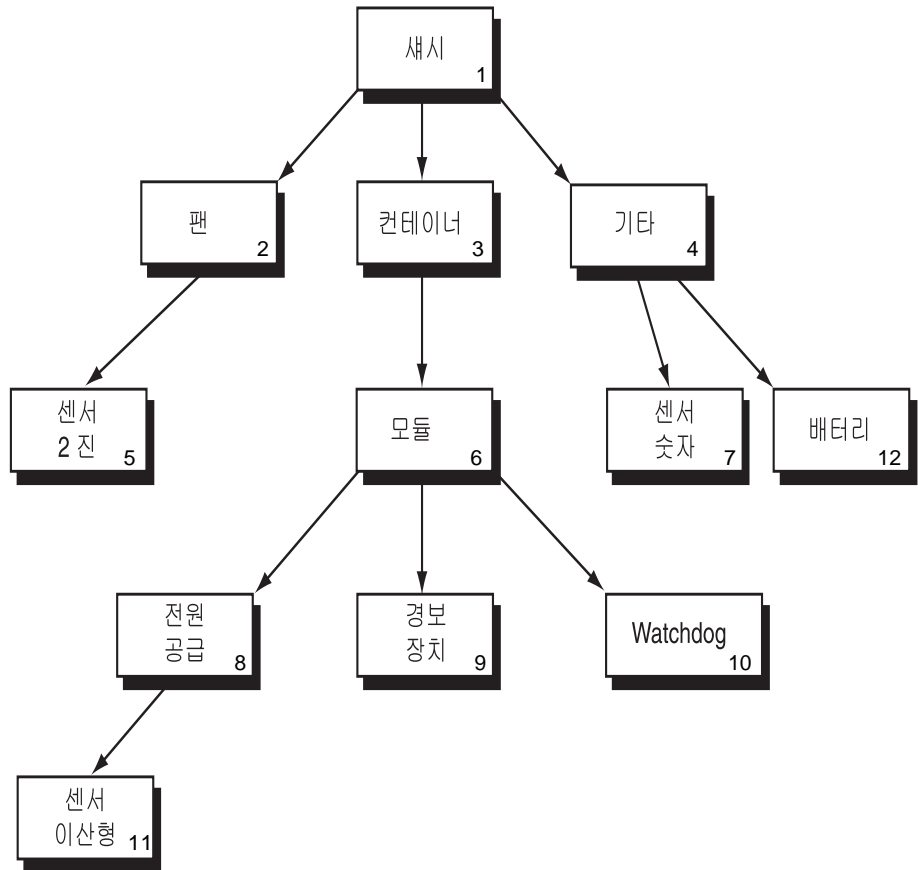 섀시
1
팬
2
컨테이너
3
기타
4
센서
2 진
5
모듈
6
센서
숫자
7
배터리
12
전원
공급
8
경보
장치
9
Watchdog
10
센서
이산형
11